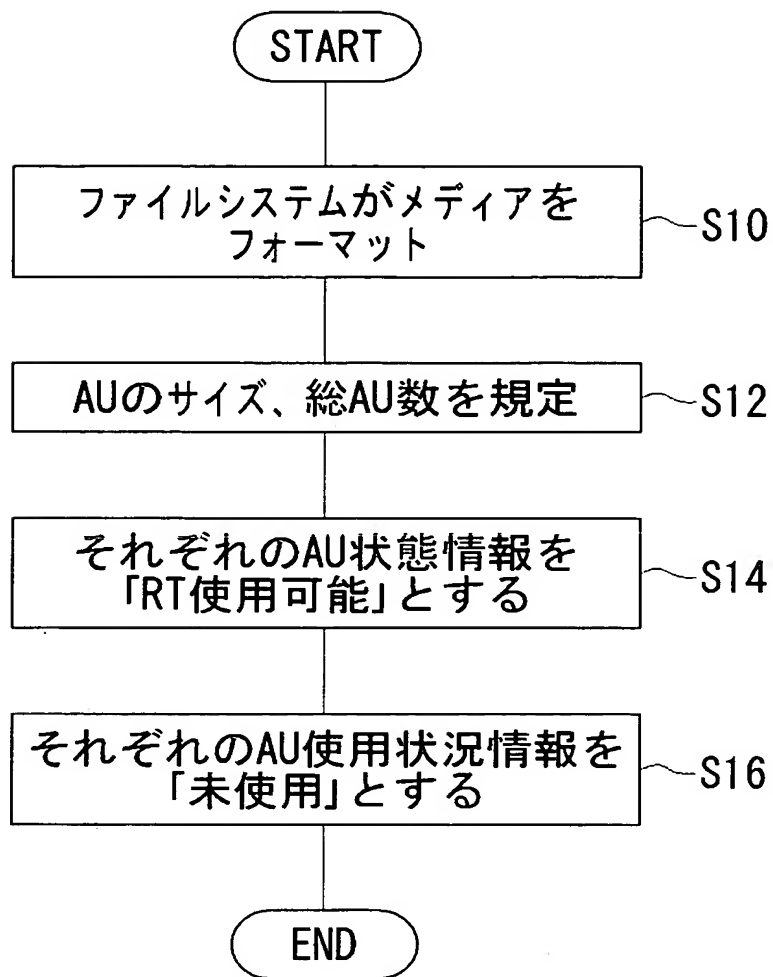 START
ファイルシステムがメディアを
フォーマット
S10
AUのサイズ、総AU数を規定
S12
それぞれのAU状態情報を
「RT使用可能」とする
S14
それぞれのAU使用状況情報を
「未使用」とする
S16
END